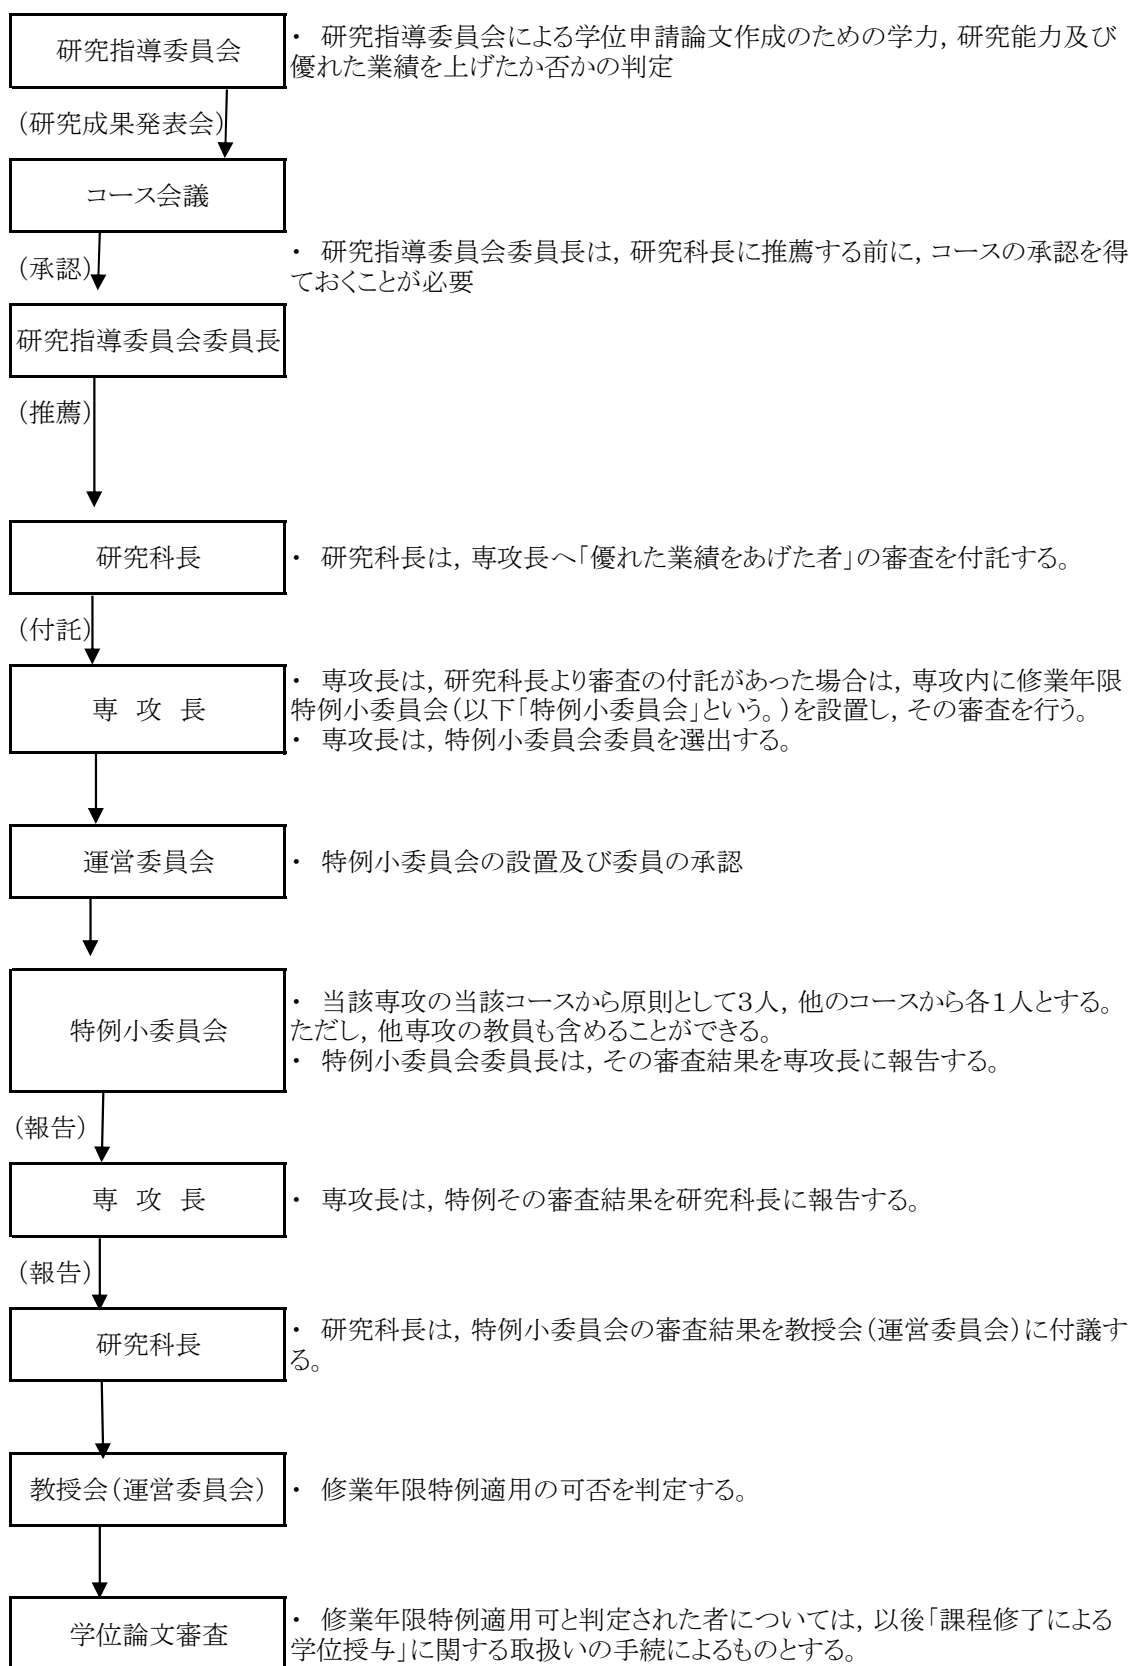 研究指導委員会
・ 研究指導委員会による学位申請論文作成のための学力，研究能力及び
優れた業績を上げたか否かの判定
（研究成果発表会）
コース会議
（承認）
・ 研究指導委員会委員長は，研究科長に推薦する前に，コースの承認を得
ておくことが必要
研究指導委員会委員長
（推薦）
研究科長
・ 研究科長は，専攻長へ「優れた業績をあげた者」の審査を付託する。
（付託）
専 攻 長
・ 専攻長は，研究科長より審査の付託があった場合は，専攻内に修業年限
特例小委員会（以下「特例小委員会」という。）を設置し，その審査を行う。
・ 専攻長は，特例小委員会委員を選出する。
運営委員会
・ 特例小委員会の設置及び委員の承認
特例小委員会
・ 当該専攻の当該コースから原則として３人，他のコースから各１人とする。
ただし，他専攻の教員も含めることができる。
・ 特例小委員会委員長は，その審査結果を専攻長に報告する。
（報告）
専 攻 長
・ 専攻長は，特例その審査結果を研究科長に報告する。
（報告）
研究科長
・ 研究科長は，特例小委員会の審査結果を教授会（運営委員会）に付議す
る。
教授会（運営委員会）
・ 修業年限特例適用の可否を判定する。
学位論文審査
・ 修業年限特例適用可と判定された者については，以後「課程修了による
学位授与」に関する取扱いの手続によるものとする。